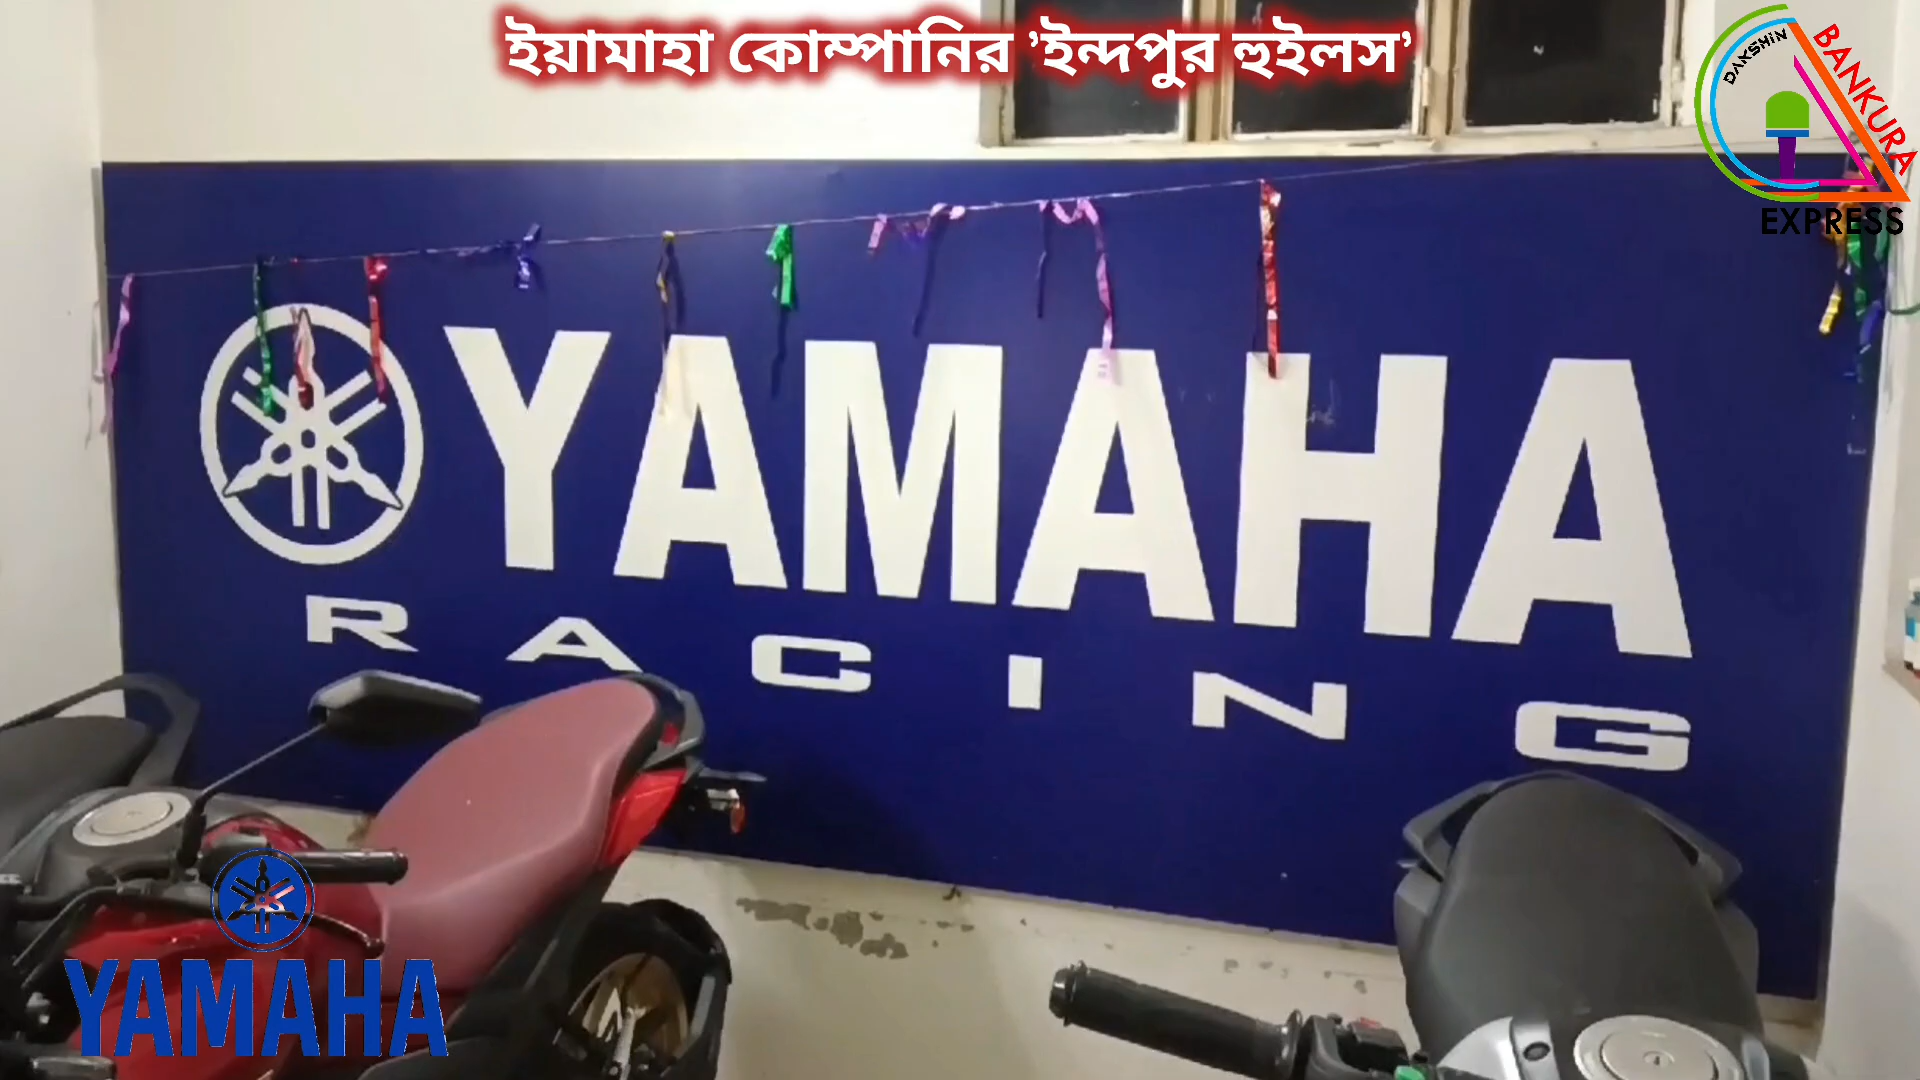 ইয়ামাহা কোম্পানির 'ইন্দপুর হুইলস'
DAKSHIN
BANKURA
EXPRESS
YAMAHA
RACING
YAMAHA